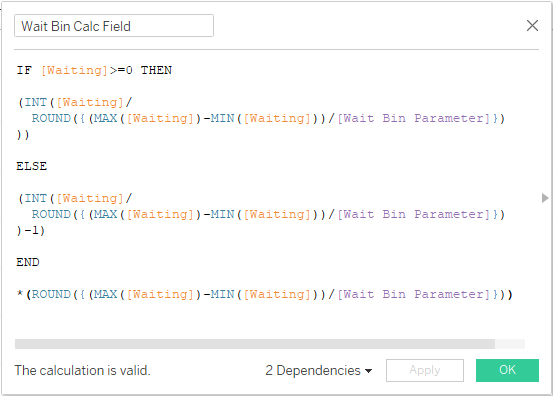 Wait Bin Calc Field
IF [Waiting]>=0 THEN
(INT([Waiting]/
ROUND({(MAX([Waiting])-MIN([Waiting]))/[Wait Bin Parameter]})
))
ELSE
(INT([Waiting]/
ROUND({(MAX([Waiting])-MIN([Waiting]))/[Wait Bin Parameter]})
)-1)
END
*(ROUND({(MAX([Waiting])-MIN([Waiting]))/[Wait Bin Parameter]}))
The calculation is valid. 2 Dependencies Apply OK